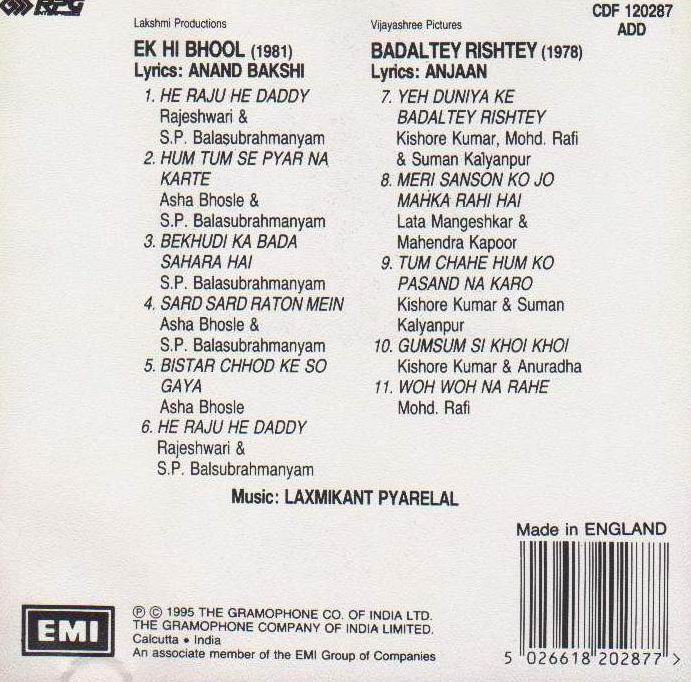 RPG
CDF 120287
ADD
Lakshmi Productions
EK HI BHOOL (1981)
Lyrics: ANAND BAKSHI
1. HE RAJU HE DADDY
Rajeshwari &
S.P. Balasubrahmanyam
2. HUM TUM SE PYAR NA
KARTE
Asha Bhosle &
S.P. Balasubrahmanyam
3. BEKHUDI KA BADA
SAHARA HAI
S.P. Balasubrahmanyam
4. SARD SARD RATON MEIN
Asha Bhosle &
S.P. Balasubrahmanyam
5. BISTAR CHHOD KE SO
GAYA
Asha Bhosle
6. HE RAJU HE DADDY
Rajeshwari &
S.P. Balsubrahmanyam
Vijayashree Pictures
BADALTEY RISHTEY (1978)
Lyrics: ANJAAN
7. YEH DUNIYA KE
BADALTEY RISHTEY
Kishore Kumar, Mohd. Rafi
& Suman Kalyanpur
8. MERI SANSON KO JO
MAHKA RAHI HAI
Lata Mangeshkar &
Mahendra Kapoor
9. TUM CHAHE HUM KO
PASAND NA KARO
Kishore Kumar & Suman
Kalyanpur
10. GUMSUM SI KHOI KHOI
Kishore Kumar & Anuradha
11. WOH WOH NA RAHE
Mohd. Rafi
Music: LAXMIKANT PYARELAL
Made in ENGLAND
EMI
℗ © 1995 THE GRAMOPHONE CO. OF INDIA LTD.
THE GRAMOPHONE COMPANY OF INDIA LIMITED.
Calcutta • India
An associate member of the EMI Group of Companies
5 026618 202877 >